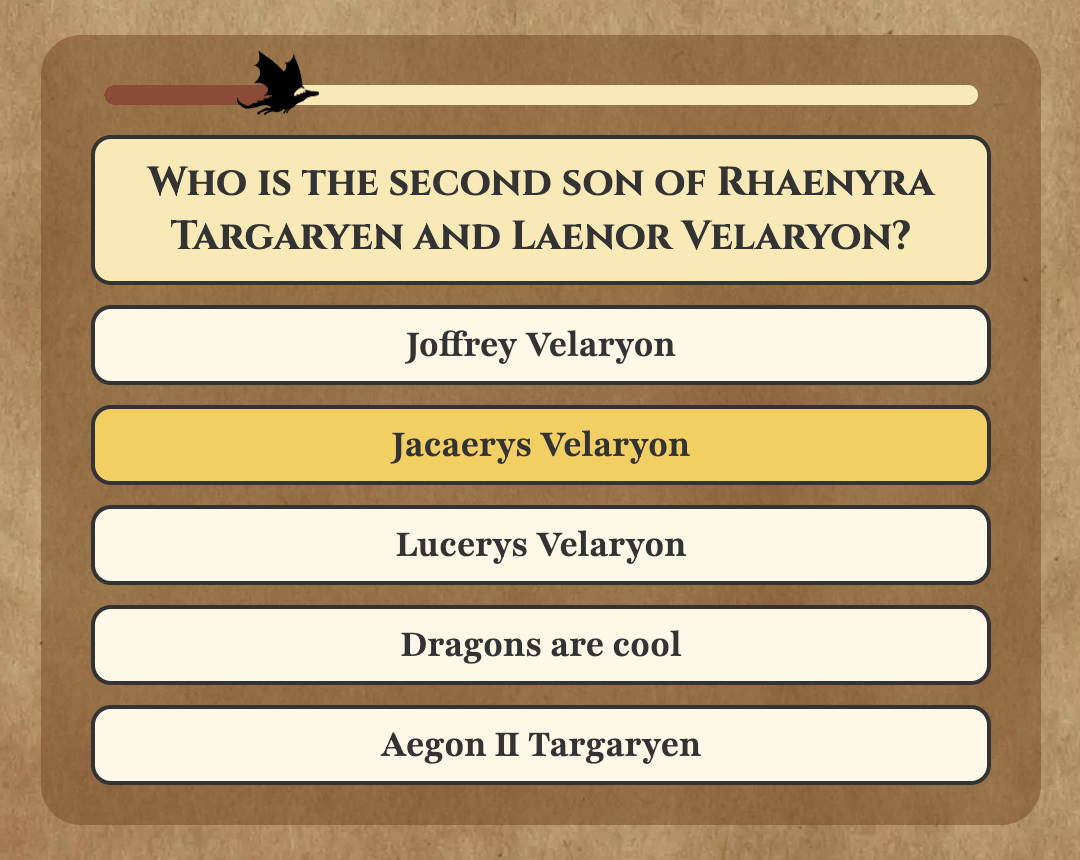 Who is the second son of Rhaenyra
Targaryen and Laenor Velaryon?
Joffrey Velaryon
Jacaerys Velaryon
Lucerys Velaryon
Dragons are cool
Aegon II Targaryen